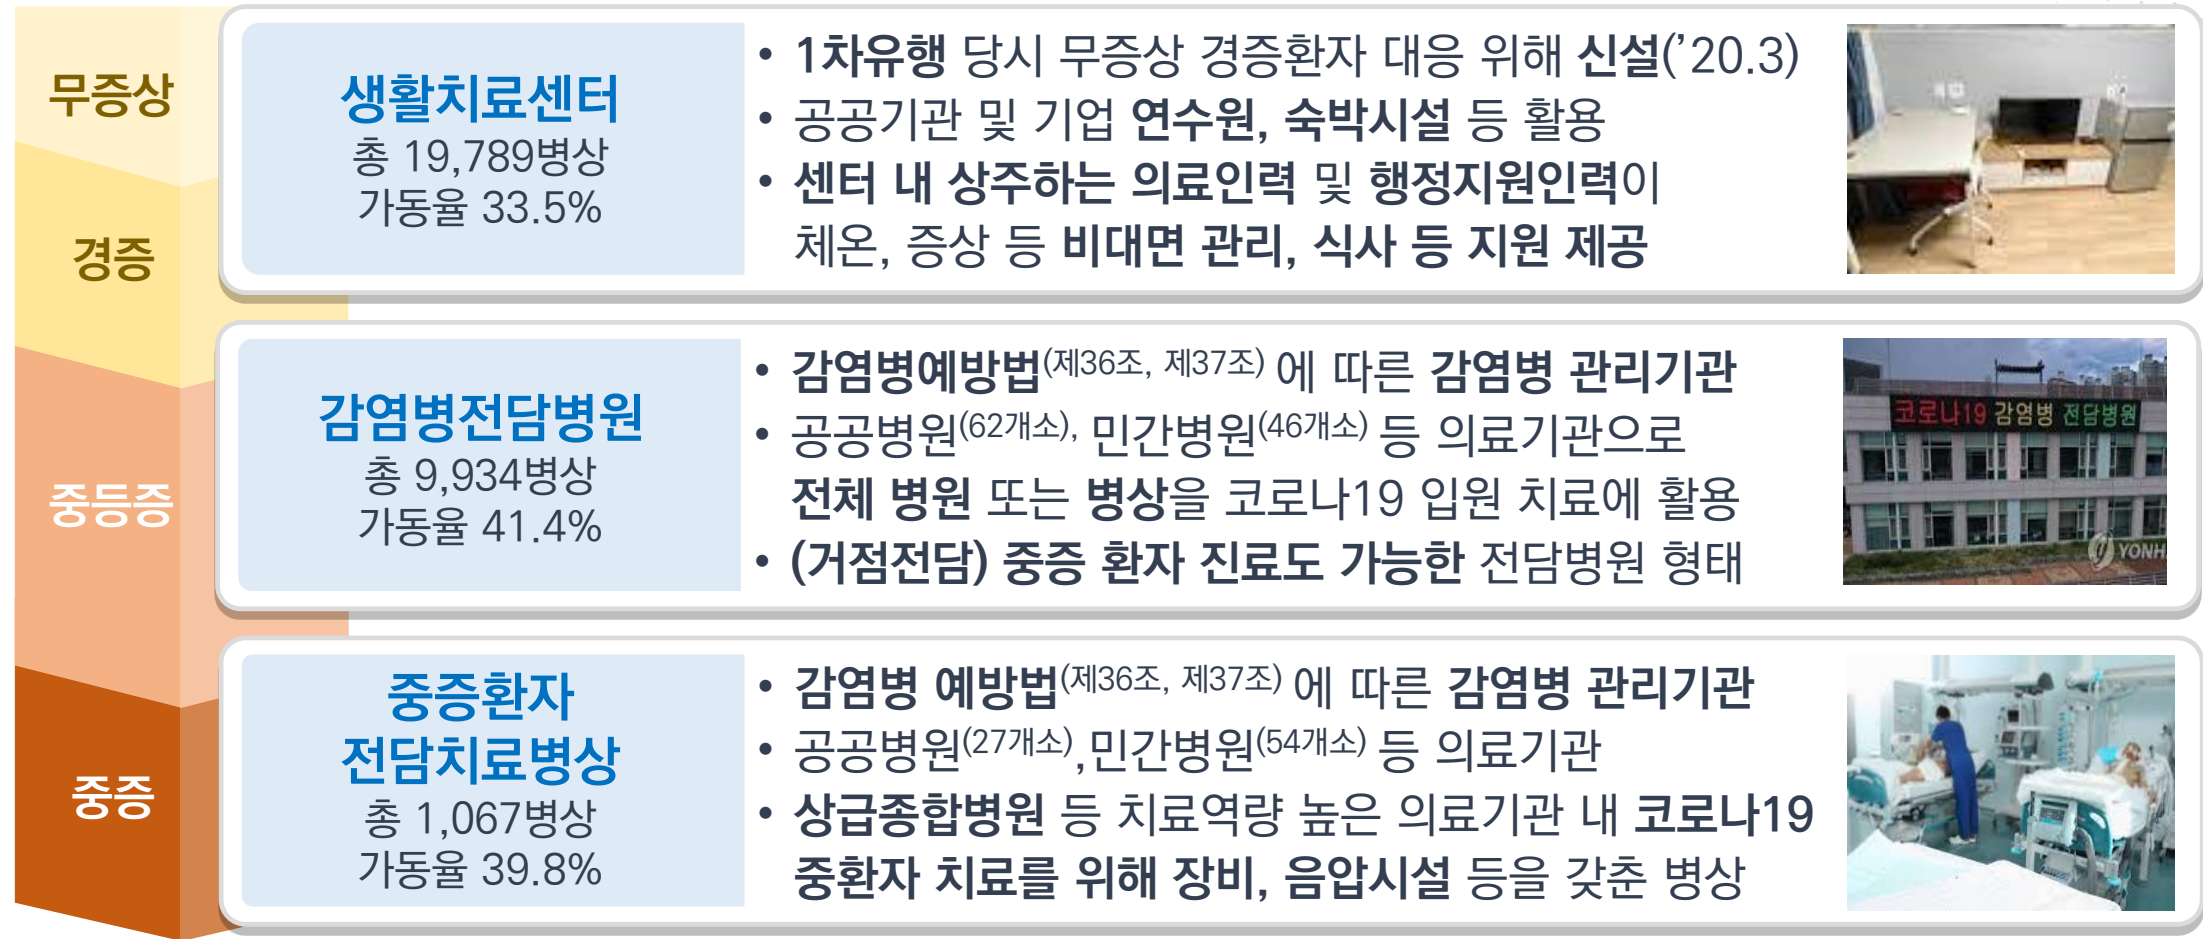 무증상
경증
중등증
중증
생활치료센터
총 19,789병상
가동율 33.5%
• 1차유행 당시 무증상 경증환자 대응 위해 신설('20.3)
• 공공기관 및 기업 연수원, 숙박시설 등 활용
• 센터 내 상주하는 의료인력 및 행정지원인력이
체온, 증상 등 비대면 관리, 식사 등 지원 제공
감염병전담병원
총 9,934병상
가동율 41.4%
• 감염병예방법(제36조, 제37조) 에 따른 감염병 관리기관
• 공공병원(62개소), 민간병원(46개소) 등 의료기관으로
전체 병원 또는 병상을 코로나19 입원 치료에 활용
• (거점전담) 중증 환자 진료도 가능한 전담병원 형태
코로나19 감염병 전담병원
YONH
중증환자
전담치료병상
총 1,067병상
가동율 39.8%
• 감염병 예방법(제36조, 제37조) 에 따른 감염병 관리기관
• 공공병원(27개소),민간병원(54개소) 등 의료기관
• 상급종합병원 등 치료역량 높은 의료기관 내 코로나19
중환자 치료를 위해 장비, 음압시설 등을 갖춘 병상